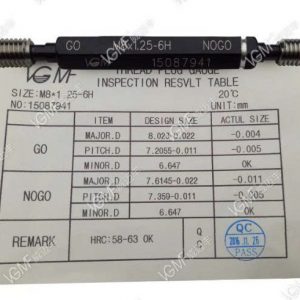 GO M8*1.25-6H NOGO
15087941
IGMF THREAD PLUG GAUGE
INSPECTION RESVLT TABLE
SIZE:M8*1.25-6H 20℃
NO:15087941 UNIT:mm
ITEM DESIGN SIZE ACTUL SIZE
MAJOR.D 8.023-0.022 -0.004
GO PITCH.D 7.2055-0.011 -0.005
MINOR.D 6.647 OK
MAJOR.D 7.6145-0.022 -0.011
NOGO PITCH.D 7.359-0.011 -0.005
MINOR.D 6.647 OK
REMARK HRC:58-63 OK Q C QC
PASS